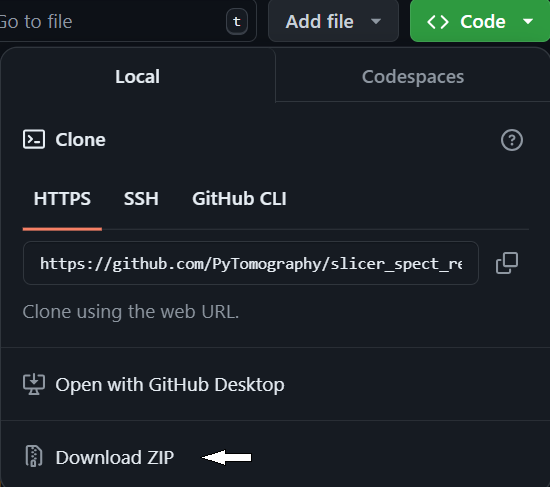 Go to file t Add file Code
Local Codespaces
Clone
HTTPS SSH GitHub CLI
https://github.com/PyTomography/slicer_spect_re
Clone using the web URL.
Open with GitHub Desktop
Download ZIP